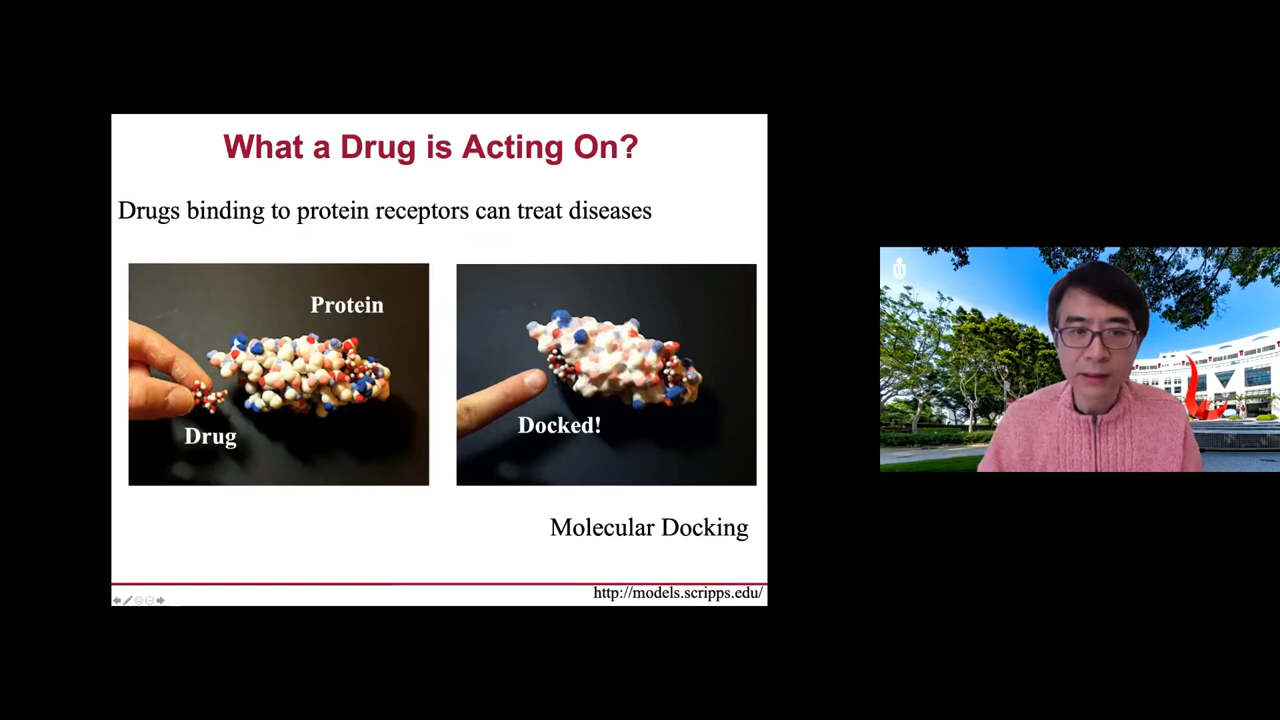 What a Drug is Acting On?
Drugs binding to protein receptors can treat diseases
Protein
Drug
Docked!
Molecular Docking
http://models.scripps.edu/